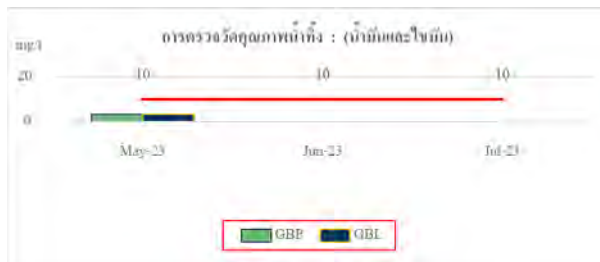 การตรวจวัดคุณภาพน้ำทิ้ง : (น้ำมันและไขมัน)
mg/l
20
10 10 10
0
May-23 Jun-23 Jul-23
GBP GBL